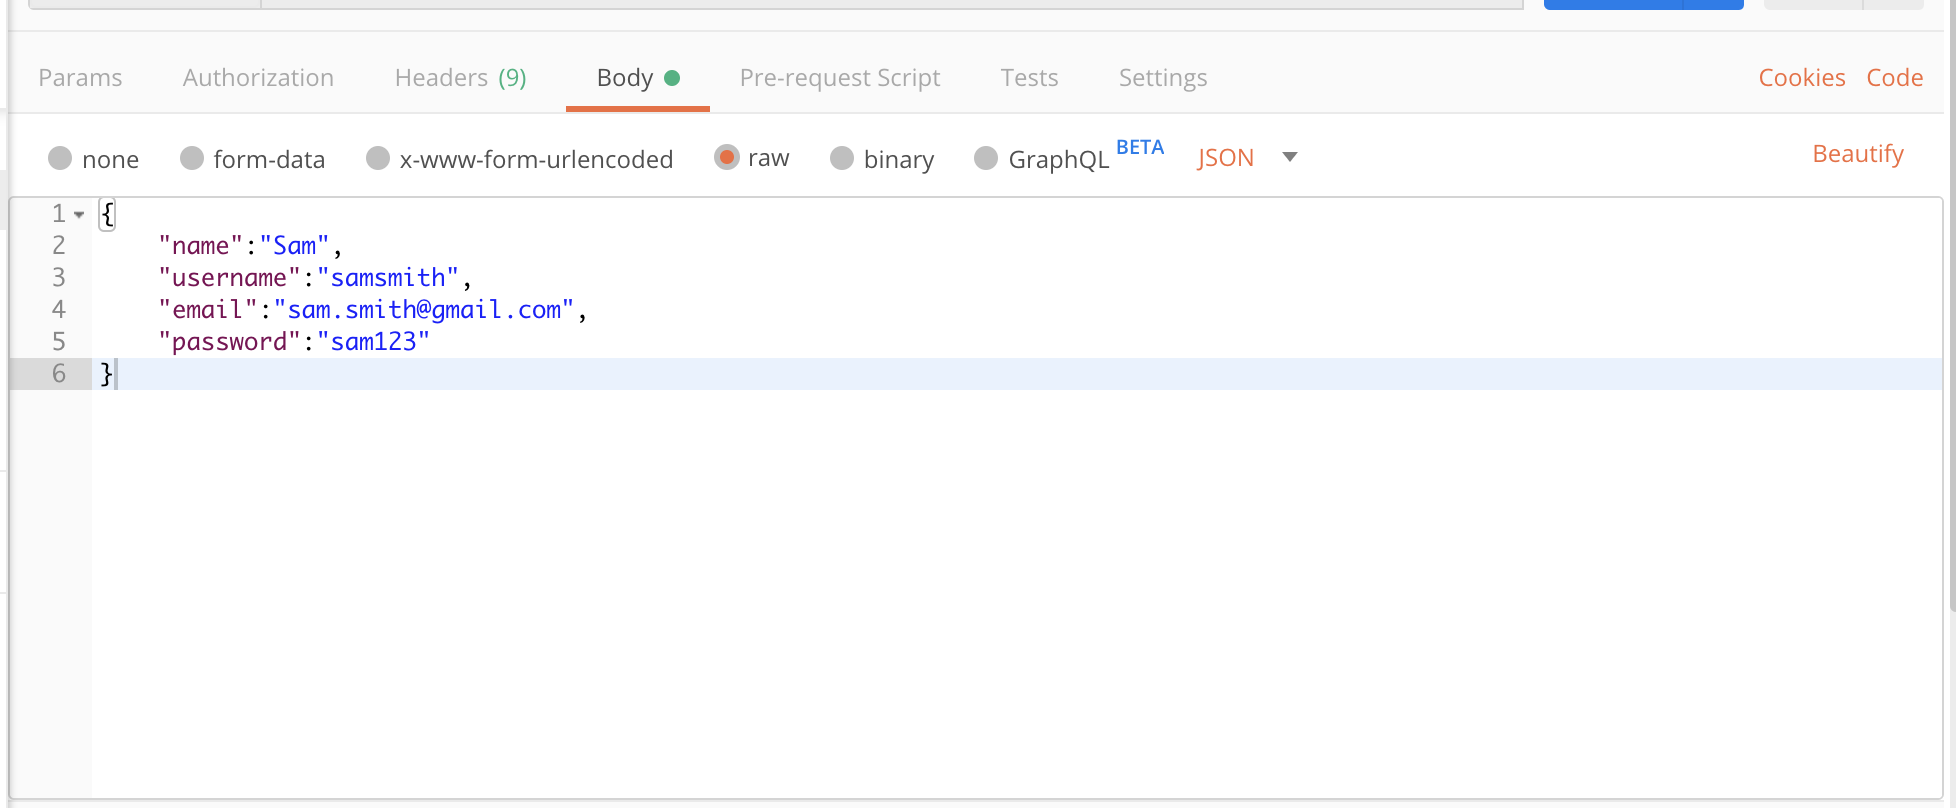 Params Authorization Headers (9) Body Pre-request Script Tests Settings Cookies Code
none form-data x-www-form-urlencoded raw binary GraphQL BETA JSON Beautify
1 {
2 "name":"Sam",
3 "username":"samsmith",
4 "email":"sam.smith@gmail.com",
5 "password":"sam123"
6 }